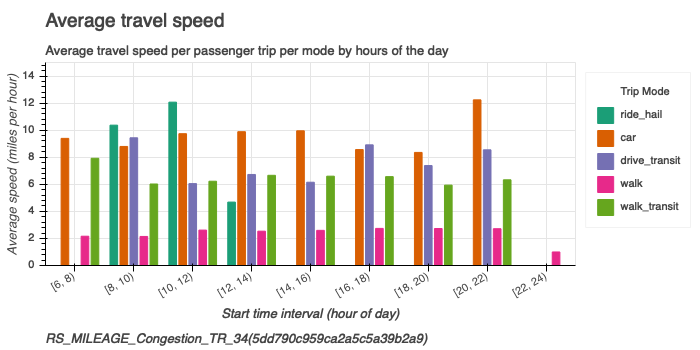 Average travel speed
Average travel speed per passenger trip per mode by hours of the day
Average speed (miles per hour)
14
12
10
8
6
4
2
0
[6, 8)
[8, 10)
[10, 12)
[12, 14)
[14, 16)
[16, 18)
[18, 20)
[20, 22)
[22, 24)
Start time interval (hour of day)
Trip Mode
ride_hail
car
drive_transit
walk
walk_transit
RS_MILEAGE_Congestion_TR_34(5dd790c959ca2a5c5a39b2a9)